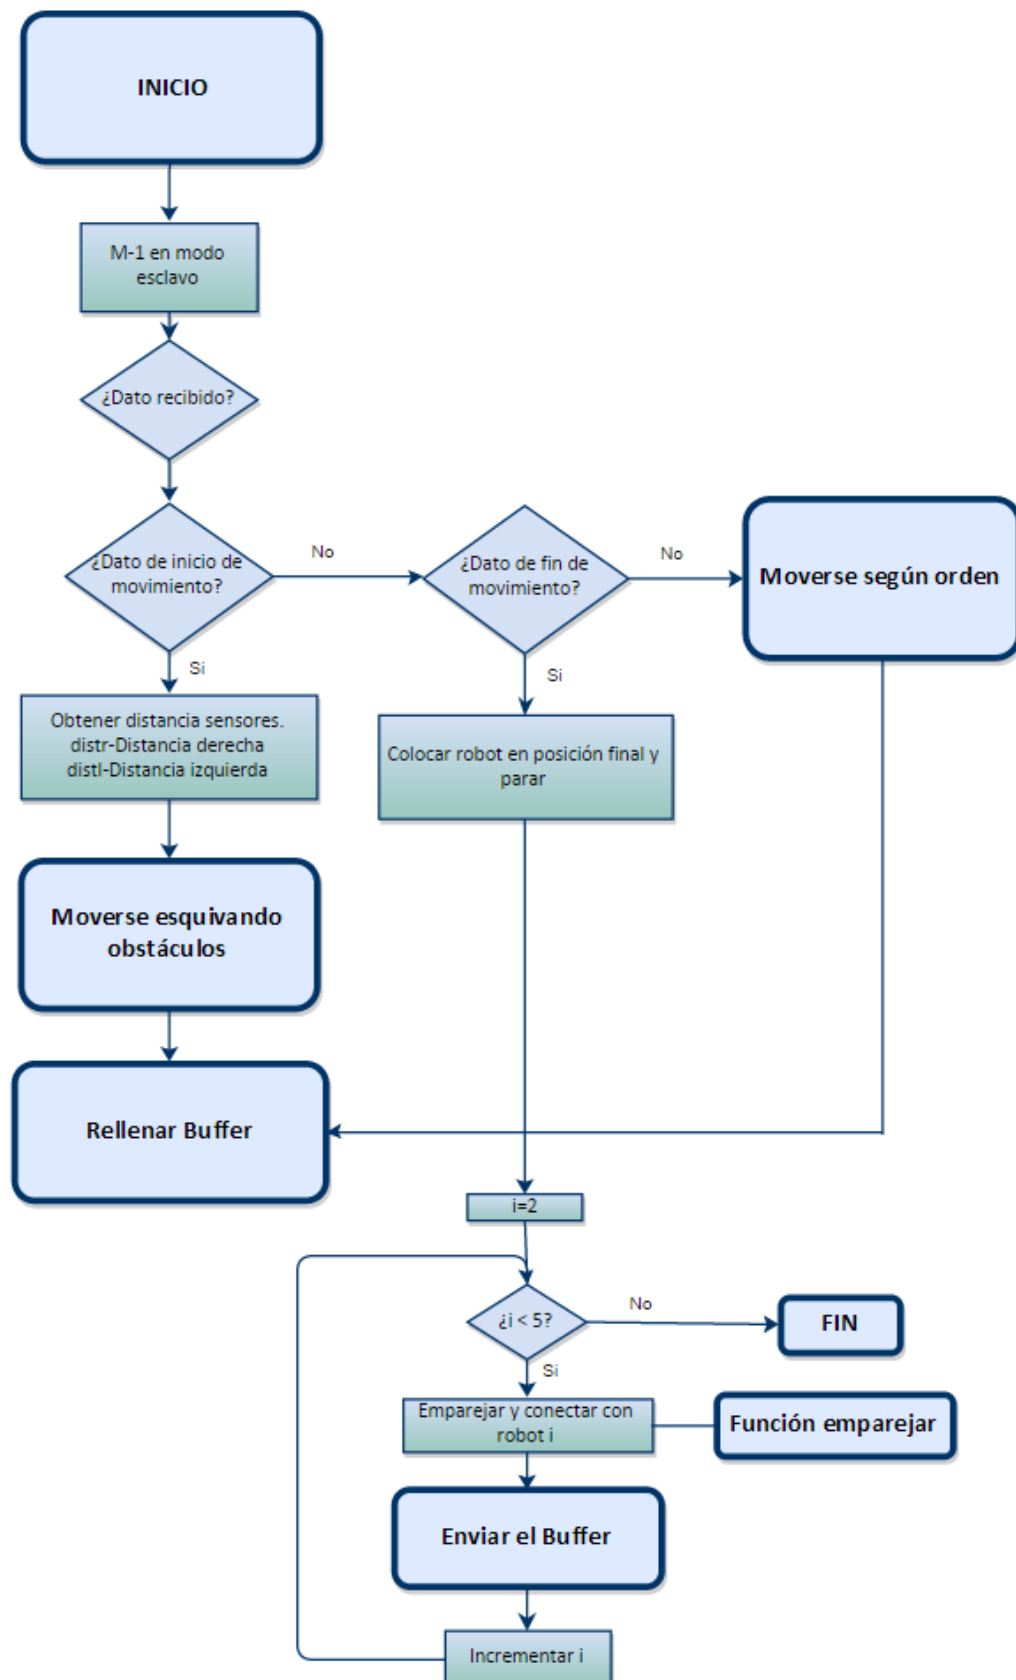 INICIO
M-1 en modo
esclavo
¿Dato recibido?
¿Dato de inicio de
movimiento?
No
¿Dato de fin de
movimiento?
No
Moverse según orden
Si
Obtener distancia sensores.
distr-Distancia derecha
distl-Distancia izquierda
Si
Colocar robot en posición final y
parar
Moverse esquivando
obstáculos
Rellenar Buffer
i=2
¿i < 5?
No
FIN
Si
Emparejar y conectar con
robot i
Función emparejar
Enviar el Buffer
Incrementar i